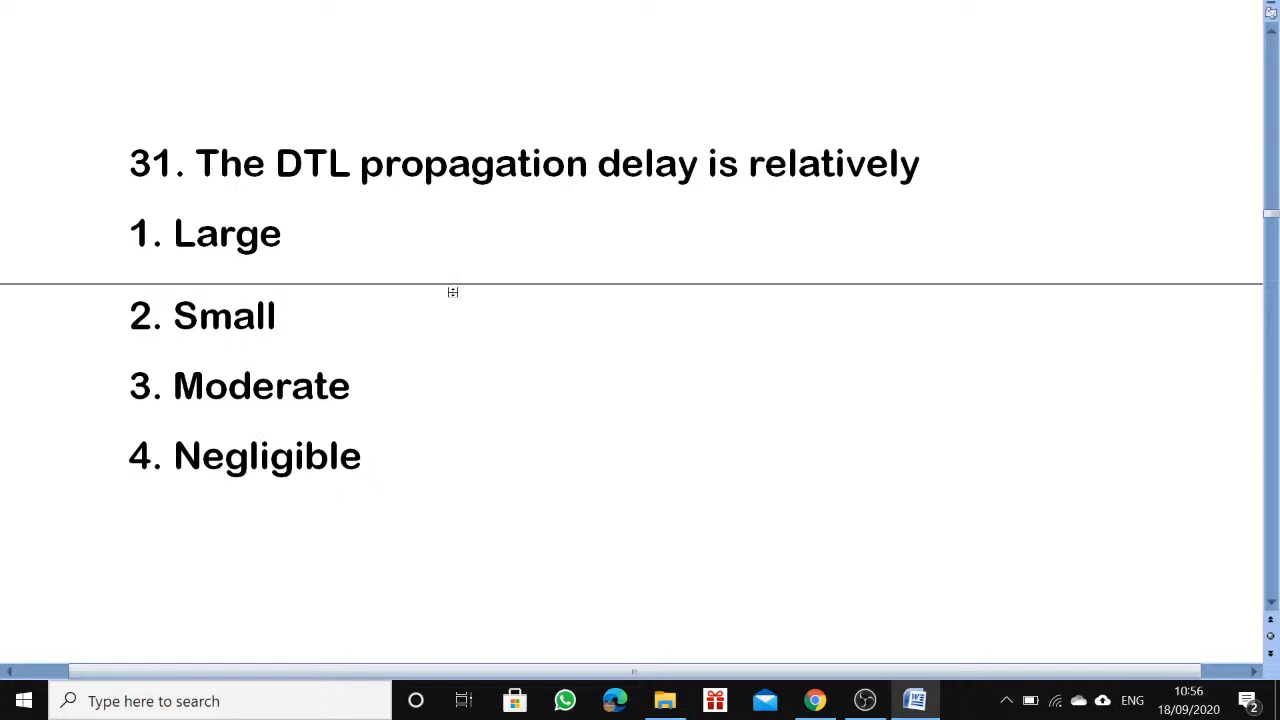 31. The DTL propagation delay is relatively
1. Large
2. Small
3. Moderate
4. Negligible
Type here to search
ENG
10:56
18/09/2020
2